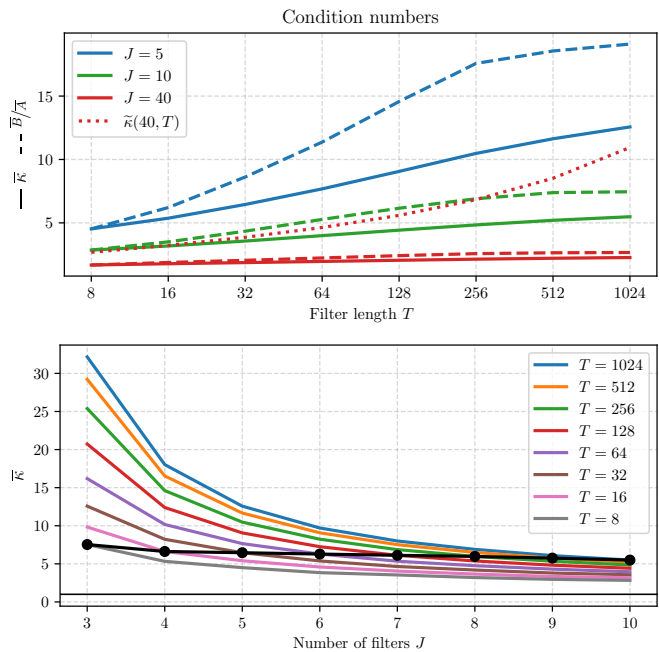 Condition numbers
κ̅ B̅/A̅
15
10
5
J = 5
J = 10
J = 40
κ̃(40, T)
8 16 32 64 128 256 512 1024
Filter length T
κ̅
30
25
20
15
10
5
0
T = 1024
T = 512
T = 256
T = 128
T = 64
T = 32
T = 16
T = 8
3 4 5 6 7 8 9 10
Number of filters J